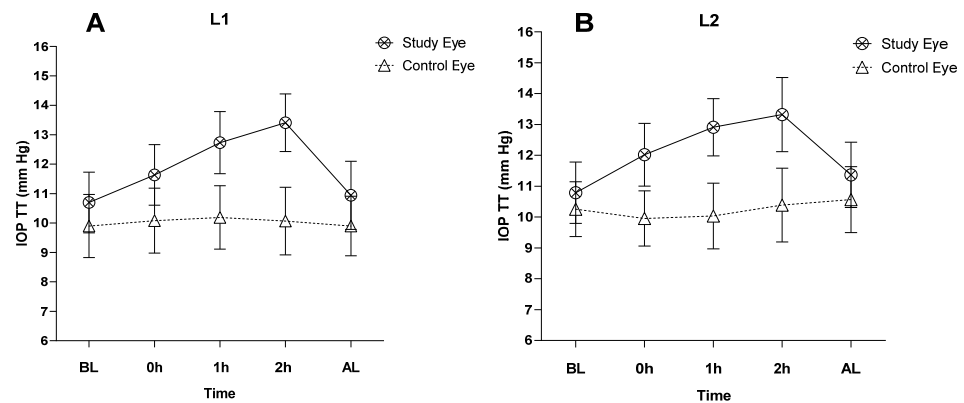 A
L1
Study Eye
Control Eye
IOP TT (mm Hg)
16
15
14
13
12
11
10
9
8
7
6
BL 0h 1h 2h AL
Time
B
L2
Study Eye
Control Eye
IOP TT (mm Hg)
16
15
14
13
12
11
10
9
8
7
6
BL 0h 1h 2h AL
Time